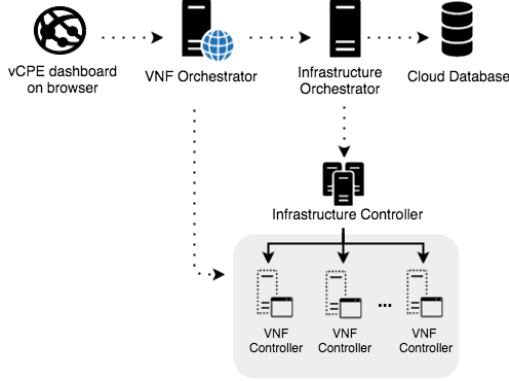 vCPE dashboard
on browser
VNF Orchestrator
Infrastructure
Orchestrator
Cloud Database
Infrastructure Controller
...
VNF
Controller
VNF
Controller
VNF
Controller